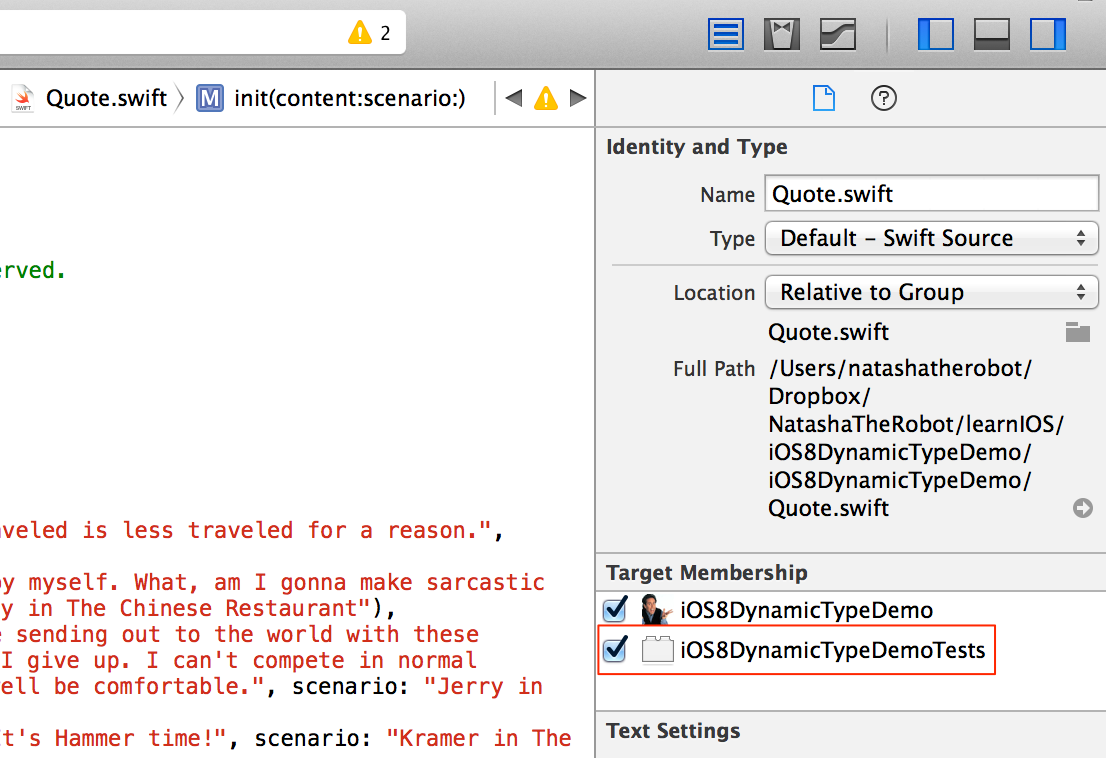 2
Quote.swift
M
init(content:scenario:)
?
Identity and Type
Name
Quote.swift
Type
Default - Swift Source
Location
Relative to Group
Quote.swift
Full Path
/Users/natashatherobot/
Dropbox/
NatashaTheRobot/learnIOS/
iOS8DynamicTypeDemo/
iOS8DynamicTypeDemo/
Quote.swift
Target Membership
iOS8DynamicTypeDemo
iOS8DynamicTypeDemoTests
Text Settings
erved.
aveled is less traveled for a reason.",
by myself. What, am I gonna make sarcastic
y in The Chinese Restaurant"),
e sending out to the world with these
I give up. I can't compete in normal
well be comfortable.", scenario: "Jerry in
It's Hammer time!", scenario: "Kramer in The